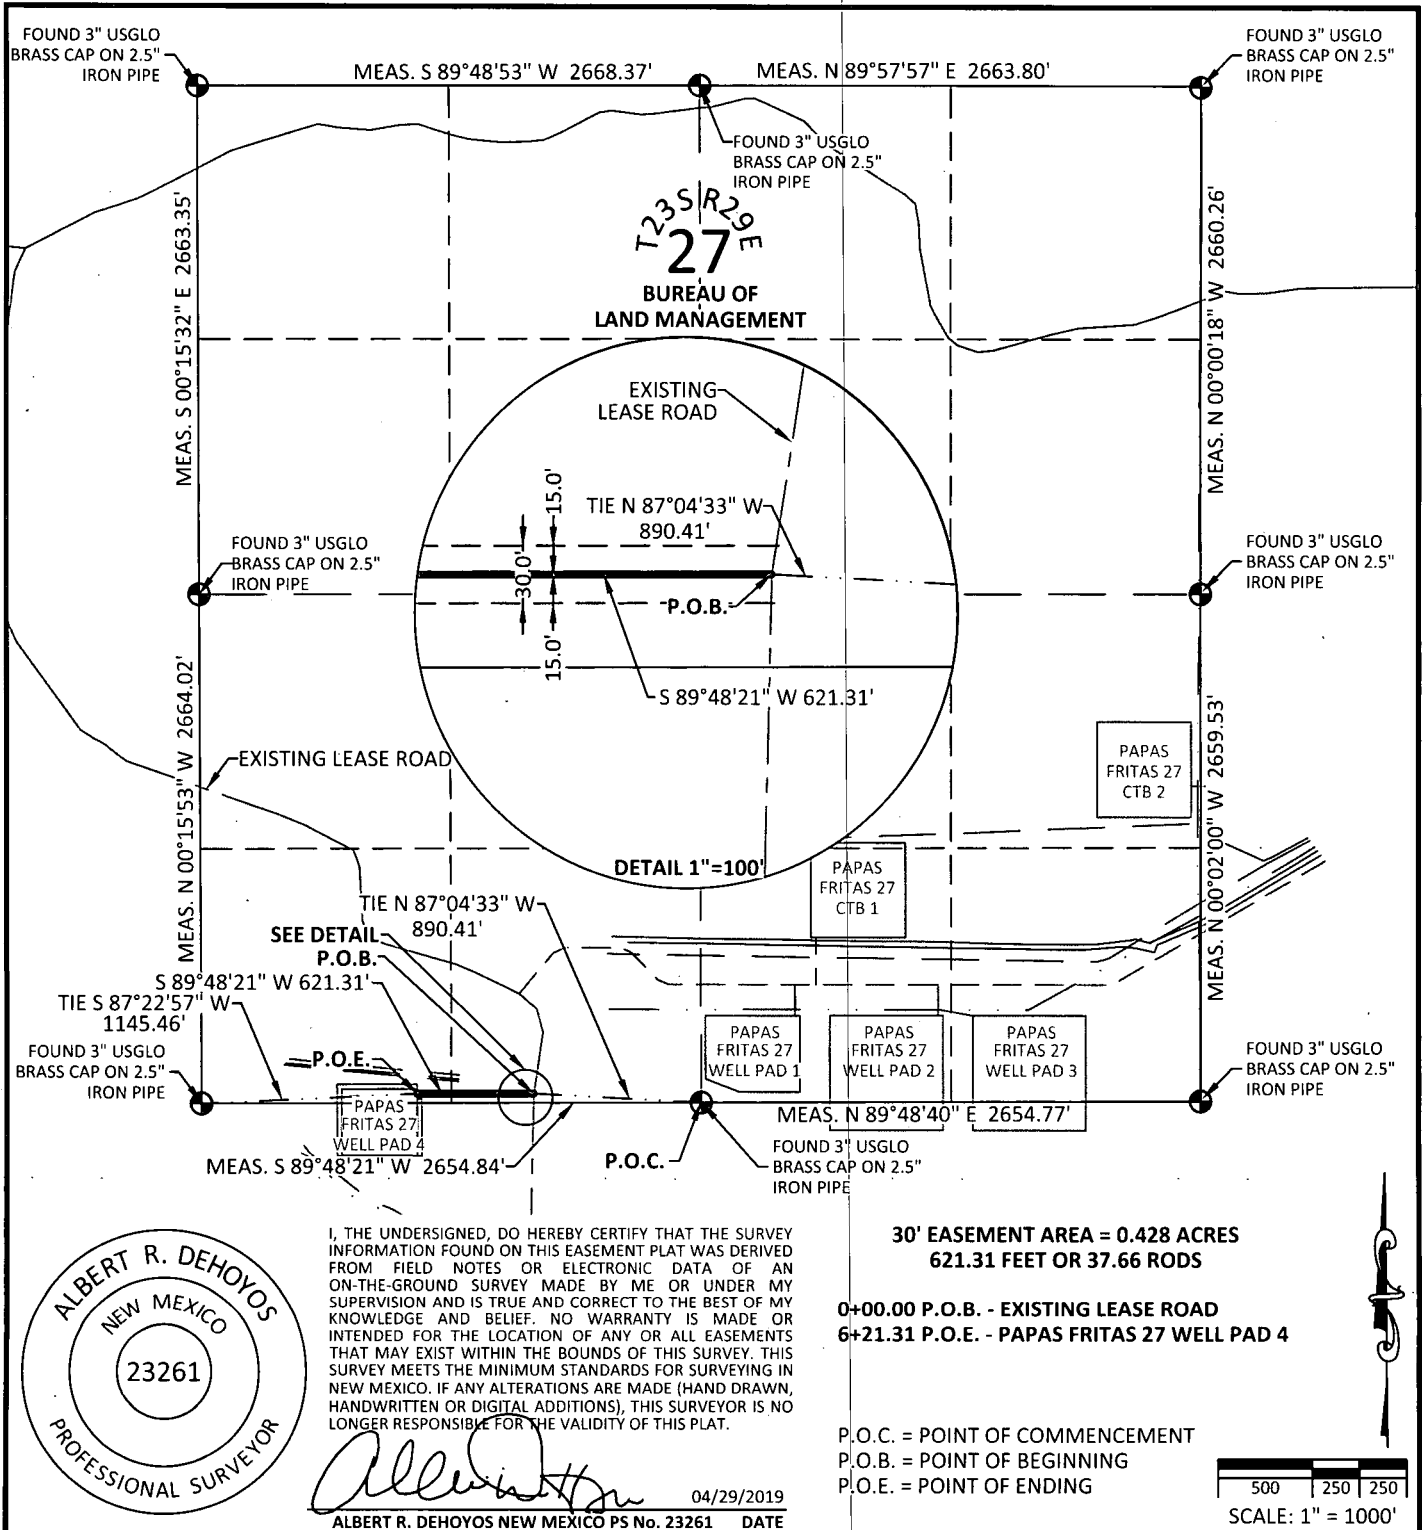 FOUND 3" USGLO
BRASS CAP ON 2.5"
IRON PIPE
MEAS. S 89°48'53" W 2668.37'
MEAS. N 89°57'57" E 2663.80'
FOUND 3" USGLO
BRASS CAP ON 2.5"
IRON PIPE
FOUND 3" USGLO
BRASS CAP ON 2.5"
IRON PIPE
MEAS. S 00°15'32" E 2663.35'
T23S R29E
27
BUREAU OF
LAND MANAGEMENT
MEAS. N 00°00'18" W 2660.26'
EXISTING
LEASE ROAD
15.0'
30.0'
15.0'
TIE N 87°04'33" W
890.41'
P.O.B.
S 89°48'21" W 621.31'
DETAIL 1"=100'
FOUND 3" USGLO
BRASS CAP ON 2.5"
IRON PIPE
FOUND 3" USGLO
BRASS CAP ON 2.5"
IRON PIPE
MEAS. N 00°15'53" W 2664.02'
EXISTING LEASE ROAD
MEAS. N 00°02'00" W 2659.53'
PAPAS
FRITAS 27
CTB 2
PAPAS
FRITAS 27
CTB 1
TIE N 87°04'33" W
890.41'
SEE DETAIL
P.O.B.
S 89°48'21" W 621.31'
TIE S 87°22'57" W
1145.46'
FOUND 3" USGLO
BRASS CAP ON 2.5"
IRON PIPE
P.O.E.
PAPAS
FRITAS 27
WELL PAD 4
PAPAS
FRITAS 27
WELL PAD 1
PAPAS
FRITAS 27
WELL PAD 2
PAPAS
FRITAS 27
WELL PAD 3
FOUND 3" USGLO
BRASS CAP ON 2.5"
IRON PIPE
MEAS. N 89°48'40" E 2654.77'
MEAS. S 89°48'21" W 2654.84'
P.O.C.
FOUND 3" USGLO
BRASS CAP ON 2.5"
IRON PIPE
ALBERT R. DEHOYOS
NEW MEXICO
23261
PROFESSIONAL SURVEYOR
I, THE UNDERSIGNED, DO HEREBY CERTIFY THAT THE SURVEY
INFORMATION FOUND ON THIS EASEMENT PLAT WAS DERIVED
FROM FIELD NOTES OR ELECTRONIC DATA OF AN
ON-THE-GROUND SURVEY MADE BY ME OR UNDER MY
SUPERVISION AND IS TRUE AND CORRECT TO THE BEST OF MY
KNOWLEDGE AND BELIEF. NO WARRANTY IS MADE OR
INTENDED FOR THE LOCATION OF ANY OR ALL EASEMENTS
THAT MAY EXIST WITHIN THE BOUNDS OF THIS SURVEY. THIS
SURVEY MEETS THE MINIMUM STANDARDS FOR SURVEYING IN
NEW MEXICO. IF ANY ALTERATIONS ARE MADE (HAND DRAWN,
HANDWRITTEN OR DIGITAL ADDITIONS), THIS SURVEYOR IS NO
LONGER RESPONSIBLE FOR THE VALIDITY OF THIS PLAT.
04/29/2019
ALBERT R. DEHOYOS NEW MEXICO PS No. 23261 DATE
30' EASEMENT AREA = 0.428 ACRES
621.31 FEET OR 37.66 RODS
0+00.00 P.O.B. - EXISTING LEASE ROAD
6+21.31 P.O.E. - PAPAS FRITAS 27 WELL PAD 4
P.O.C. = POINT OF COMMENCEMENT
P.O.B. = POINT OF BEGINNING
P.O.E. = POINT OF ENDING
500 250 250
SCALE: 1" = 1000'